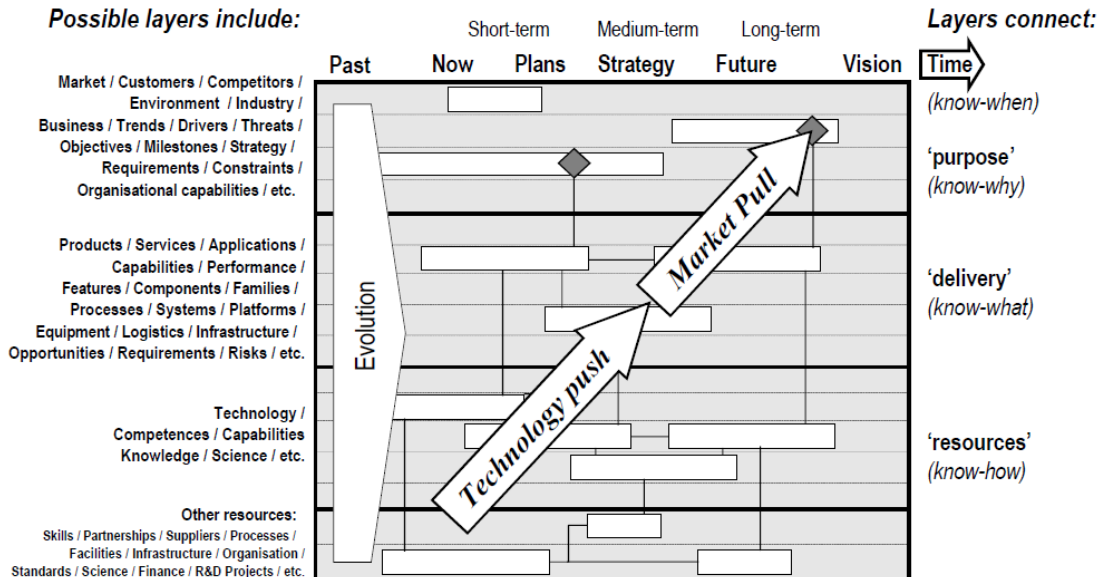 Possible layers include:
Layers connect:
Short-term Medium-term Long-term
Past Now Plans Strategy Future Vision
Time
(know-when)
Market / Customers / Competitors /
Environment / Industry /
Business / Trends / Drivers / Threats /
Objectives / Milestones / Strategy /
Requirements / Constraints /
Organisational capabilities / etc.
'purpose'
(know-why)
Market Pull
Products / Services / Applications /
Capabilities / Performance /
Features / Components / Families /
Processes / Systems / Platforms /
Equipment / Logistics / Infrastructure /
Opportunities / Requirements / Risks / etc.
Evolution
'delivery'
(know-what)
Technology push
Technology /
Competences / Capabilities
Knowledge / Science / etc.
'resources'
(know-how)
Other resources:
Skills / Partnerships / Suppliers / Processes /
Facilities / Infrastructure / Organisation /
Standards / Science / Finance / R&D Projects / etc.